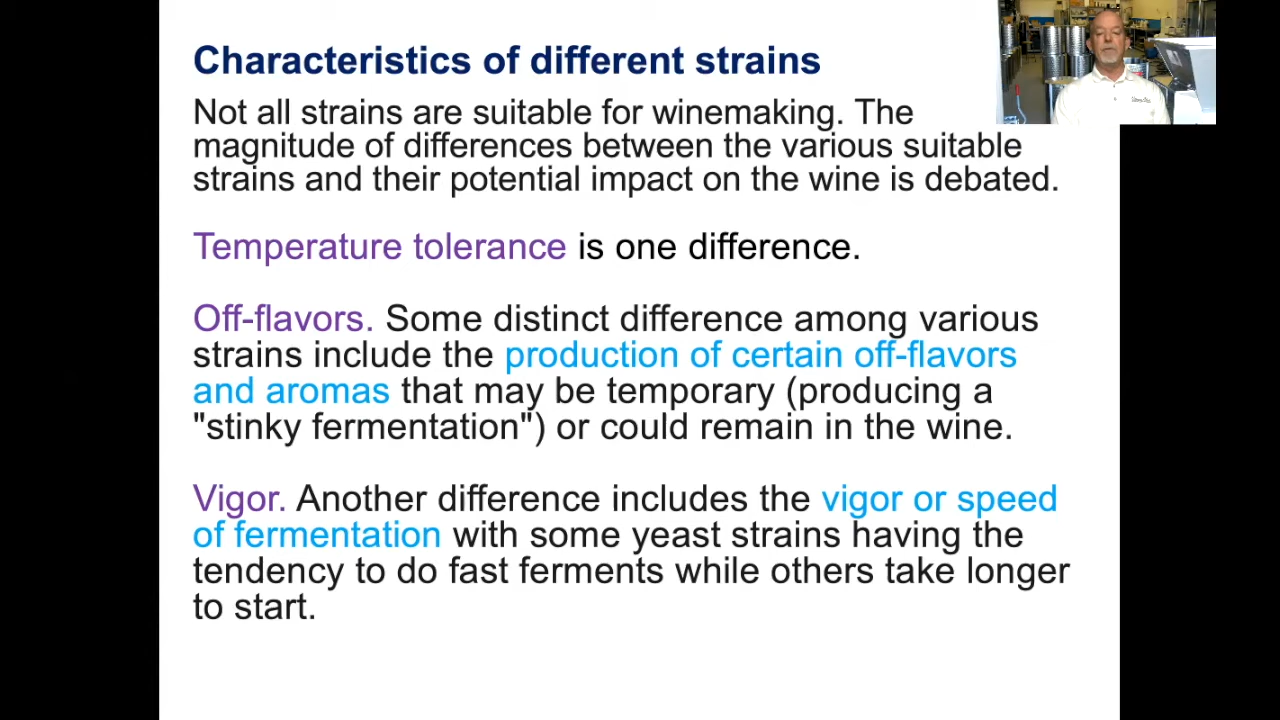 Characteristics of different strains
Not all strains are suitable for winemaking. The
magnitude of differences between the various suitable
strains and their potential impact on the wine is debated.
Temperature tolerance is one difference.
Off-flavors. Some distinct difference among various
strains include the production of certain off-flavors
and aromas that may be temporary (producing a
"stinky fermentation") or could remain in the wine.
Vigor. Another difference includes the vigor or speed
of fermentation with some yeast strains having the
tendency to do fast ferments while others take longer
to start.